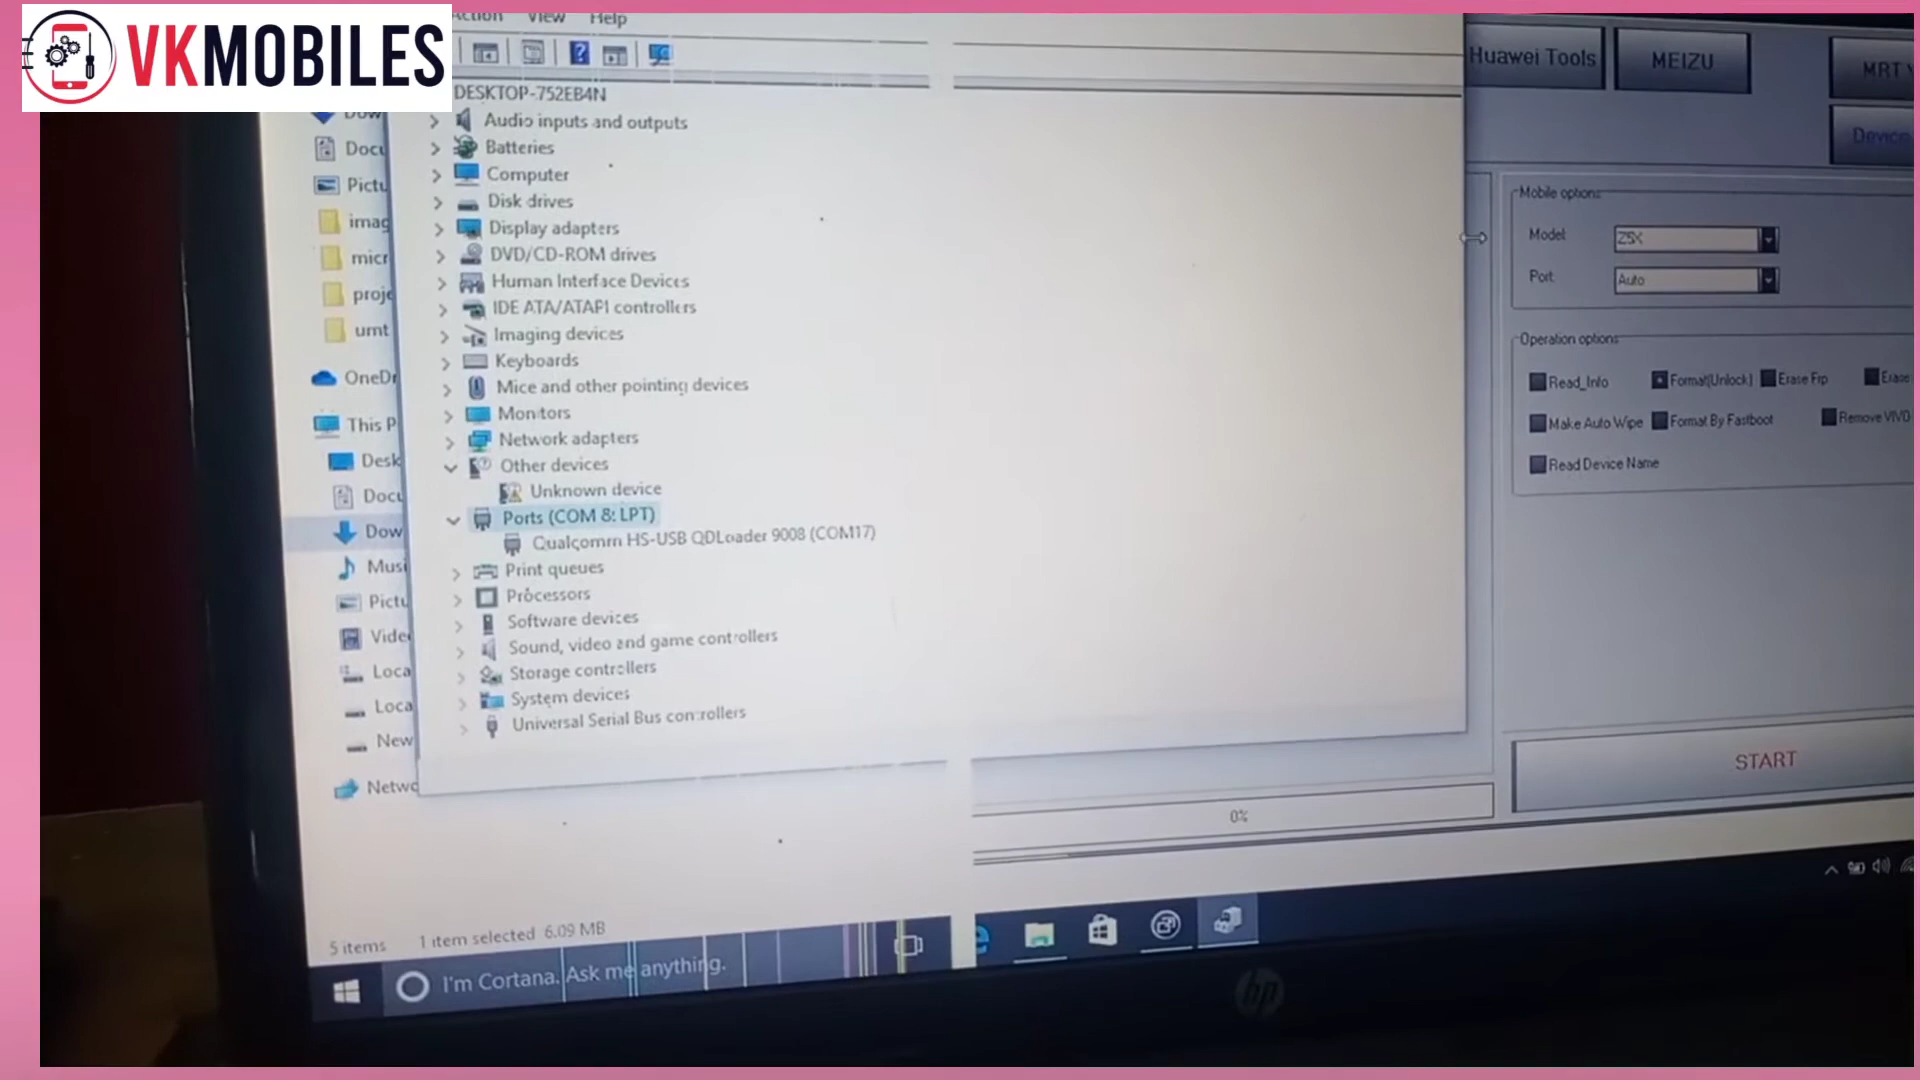 VKMOBILES
Action View Help
DESKTOP-752EB4N
Audio inputs and outputs
Batteries
Computer
Disk drives
Display adapters
DVD/CD-ROM drives
Human Interface Devices
IDE ATA/ATAPI controllers
Imaging devices
Keyboards
Mice and other pointing devices
Monitors
Network adapters
Other devices
Unknown device
Ports (COM & LPT)
Qualcomm HS-USB QDLoader 9008 (COM17)
Print queues
Processors
Software devices
Sound, video and game controllers
Storage controllers
System devices
Universal Serial Bus controllers
Dow
Docu
Pictu
imag
micr
proje
umt
OneDr
This P
Desk
Docu
Dow
Musi
Pictu
Vide
Loca
Loca
New
Netwo
5 items 1 item selected 6.09 MB
I'm Cortana. Ask me anything.
Huawei Tools
MEIZU
MRT
Device
Mobile options
Model Z5X
Port Auto
Operation options
Read_Info Format(Unlock) Erase Frp Erase
Make Auto Wipe Format By Fastboot Remove VIVO
Read Device Name
START
0%
hp